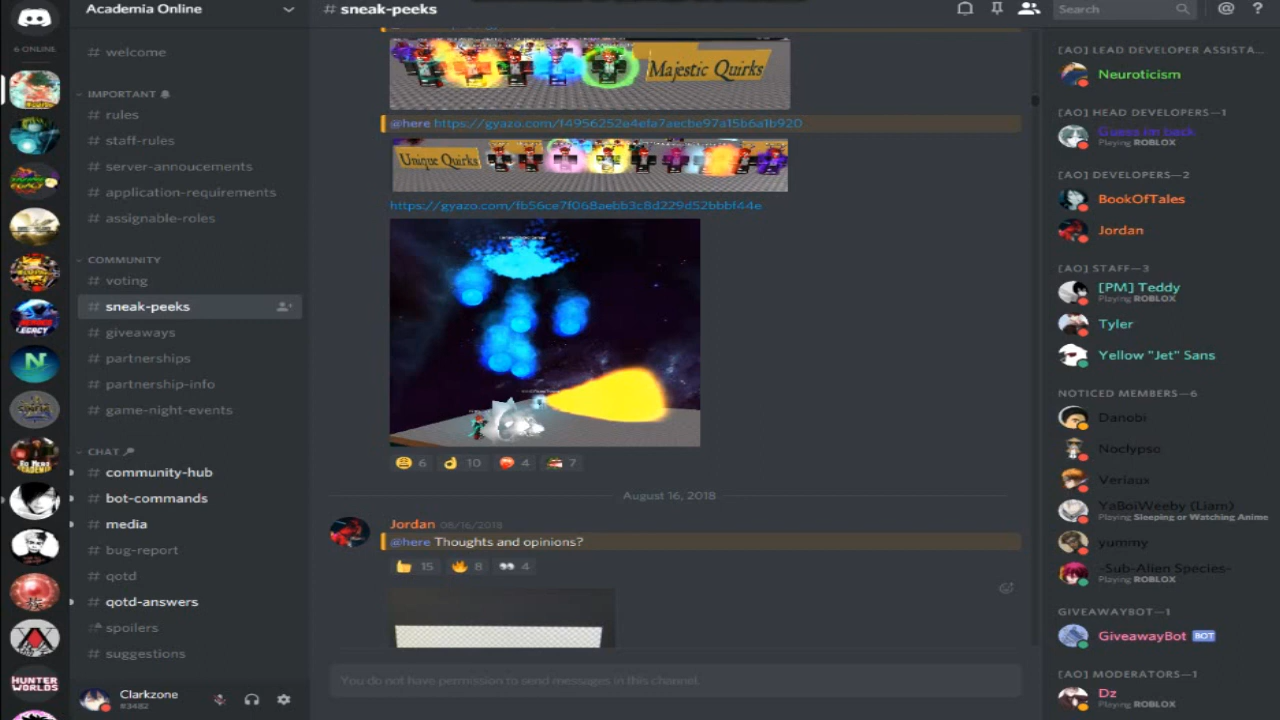 6 ONLINE
HEROES LEGACY
N
HUNTER WORLDS
Academia Online
# welcome
IMPORTANT
# rules
# staff-rules
# server-annoucements
# application-requirements
# assignable-roles
COMMUNITY
# voting
# sneak-peeks
# giveaways
# partnerships
# partnership-info
# game-night-events
CHAT
# community-hub
# bot-commands
# media
# bug-report
# qotd
# qotd-answers
spoilers
# suggestions
Clarkzone
#3482
# sneak-peeks
Search
Majestic Quirks
@here https://gyazo.com/f4956252e4efa7aecbe97a15b6a1b920
Unique Quirks
https://gyazo.com/fb56ce7f068aebb3c8d229d52bbbf44e
6 10 4 7
August 16, 2018
Jordan 08/16/2018
@here Thoughts and opinions?
15 8 4
You do not have permission to send messages in this channel.
[AO] LEAD DEVELOPER ASSISTA...
Neuroticism
[AO] HEAD DEVELOPERS—1
Guess im back
Playing ROBLOX
[AO] DEVELOPERS—2
BookOfTales
Jordan
[AO] STAFF—3
[PM] Teddy
Playing ROBLOX
Tyler
Yellow "Jet" Sans
NOTICED MEMBERS—6
Danobi
Noclypso
Veriaux
YaBoiWeeby (Liam)
Playing Sleeping or Watching Anime
yummy
-Sub-Alien Species-
Playing ROBLOX
GIVEAWAYBOT—1
GiveawayBot BOT
[AO] MODERATORS—1
Dz
Playing ROBLOX